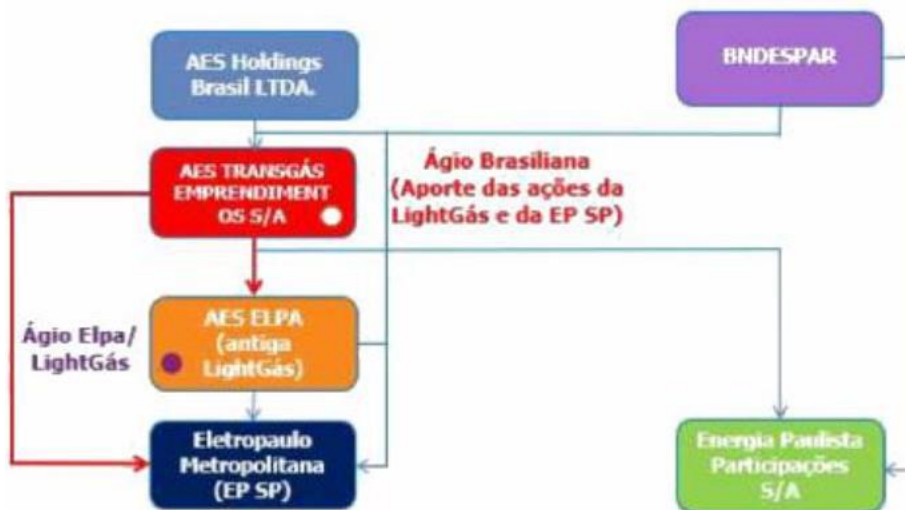 AES Holdings
Brasil LTDA.
BNDESPAR
AES TRANSGÁS
EMPRENDIMENT
OS S/A
Ágio Brasiliana
(Aporte das ações da
LightGás e da EP SP)
Ágio Elpa/
LightGás
AES ELPA
(antiga
LightGás)
Eletropaulo
Metropolitana
(EP SP)
Energia Paulista
Participações
S/A